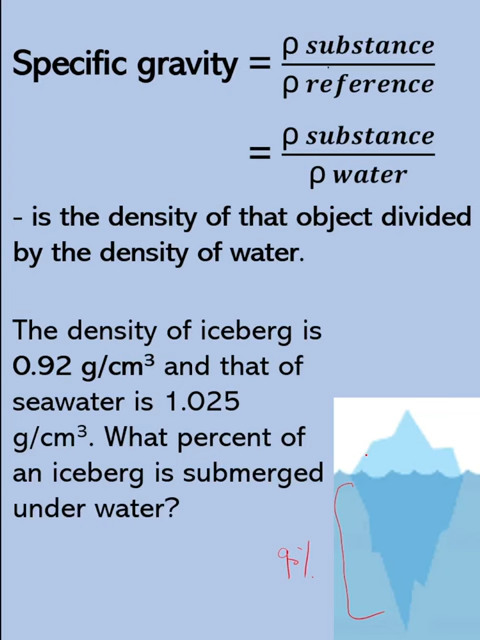 Specific gravity = ρ substance / ρ reference
= ρ substance / ρ water
- is the density of that object divided
by the density of water.
The density of iceberg is
0.92 g/cm³ and that of
seawater is 1.025
g/cm³. What percent of
an iceberg is submerged
under water?